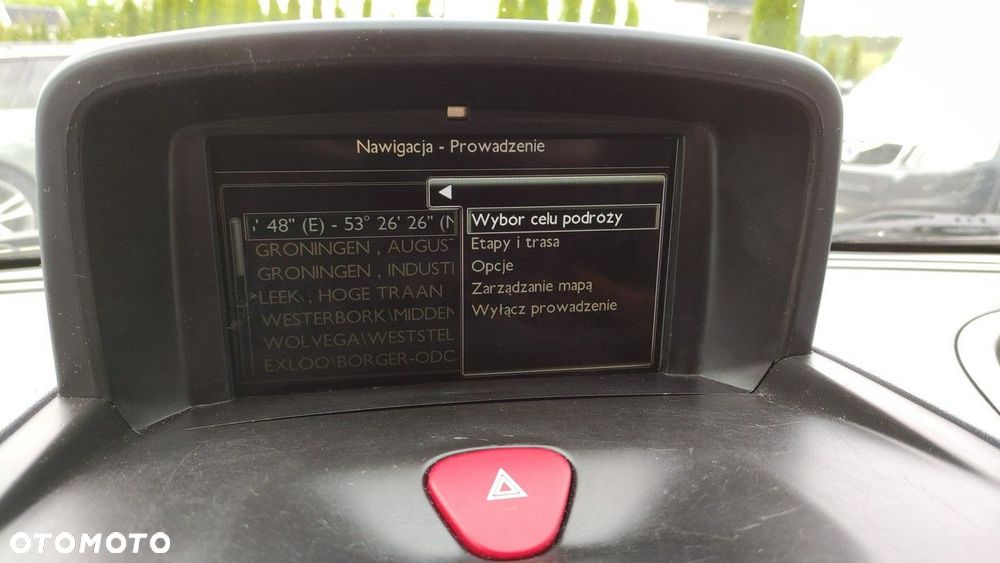 Nawigacja - Prowadzenie
' 48" (E) - 53° 26' 26" (N
GRONINGEN , AUGUST
GRONINGEN , INDUSTI
LEEK , HOGE TRAAN
WESTERBORK\MIDDEN
WOLVEGA\WESTSTEL
EXLOO\BORGER-ODO
Wybor celu podroży
Etapy i trasa
Opcje
Zarządzanie mapą
Wyłącz prowadzenie
OTOMOTO